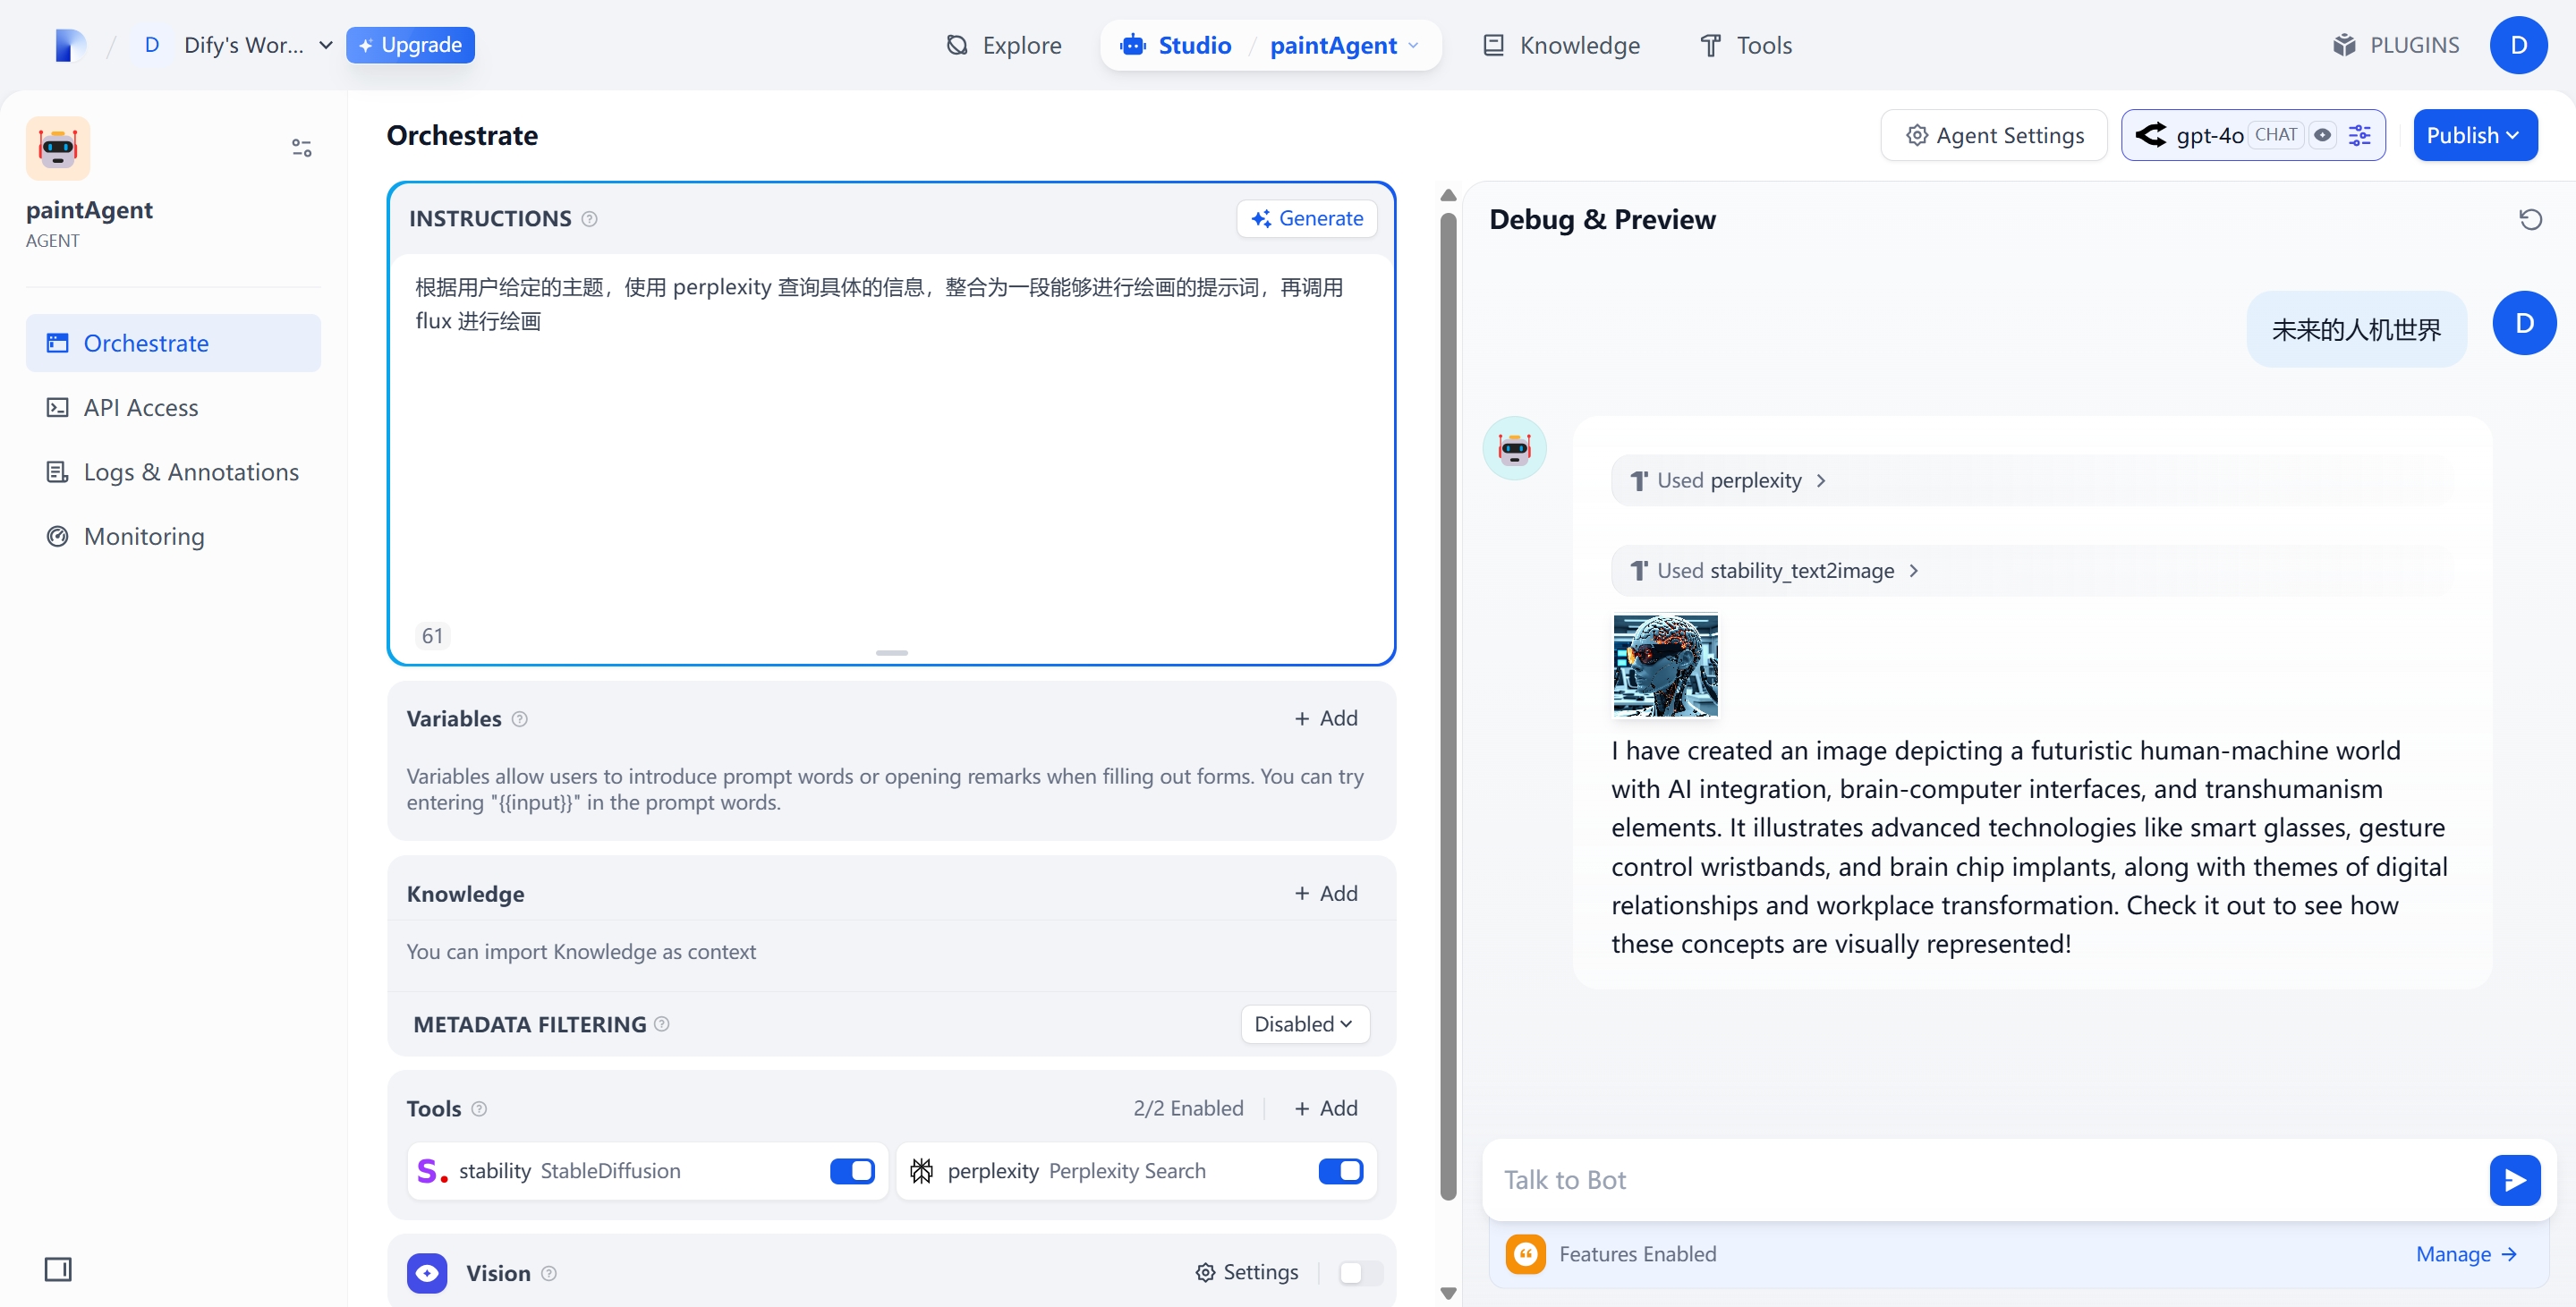 D Dify's Wor... Upgrade
Explore
Studio / paintAgent
Knowledge
Tools
PLUGINS
D
paintAgent
AGENT
Orchestrate
API Access
Logs & Annotations
Monitoring
Orchestrate
Agent Settings
gpt-4o CHAT
Publish
INSTRUCTIONS
Generate
根据用户给定的主题，使用 perplexity 查询具体的信息，整合为一段能够进行绘画的提示词，再调用
flux 进行绘画
61
Variables
+ Add
Variables allow users to introduce prompt words or opening remarks when filling out forms. You can try
entering "{{input}}" in the prompt words.
Knowledge
+ Add
You can import Knowledge as context
METADATA FILTERING
Disabled
Tools
2/2 Enabled
+ Add
S. stability StableDiffusion
perplexity Perplexity Search
Vision
Settings
Debug & Preview
未来的人机世界
D
Used perplexity
Used stability_text2image
I have created an image depicting a futuristic human-machine world
with AI integration, brain-computer interfaces, and transhumanism
elements. It illustrates advanced technologies like smart glasses, gesture
control wristbands, and brain chip implants, along with themes of digital
relationships and workplace transformation. Check it out to see how
these concepts are visually represented!
Talk to Bot
Features Enabled
Manage →